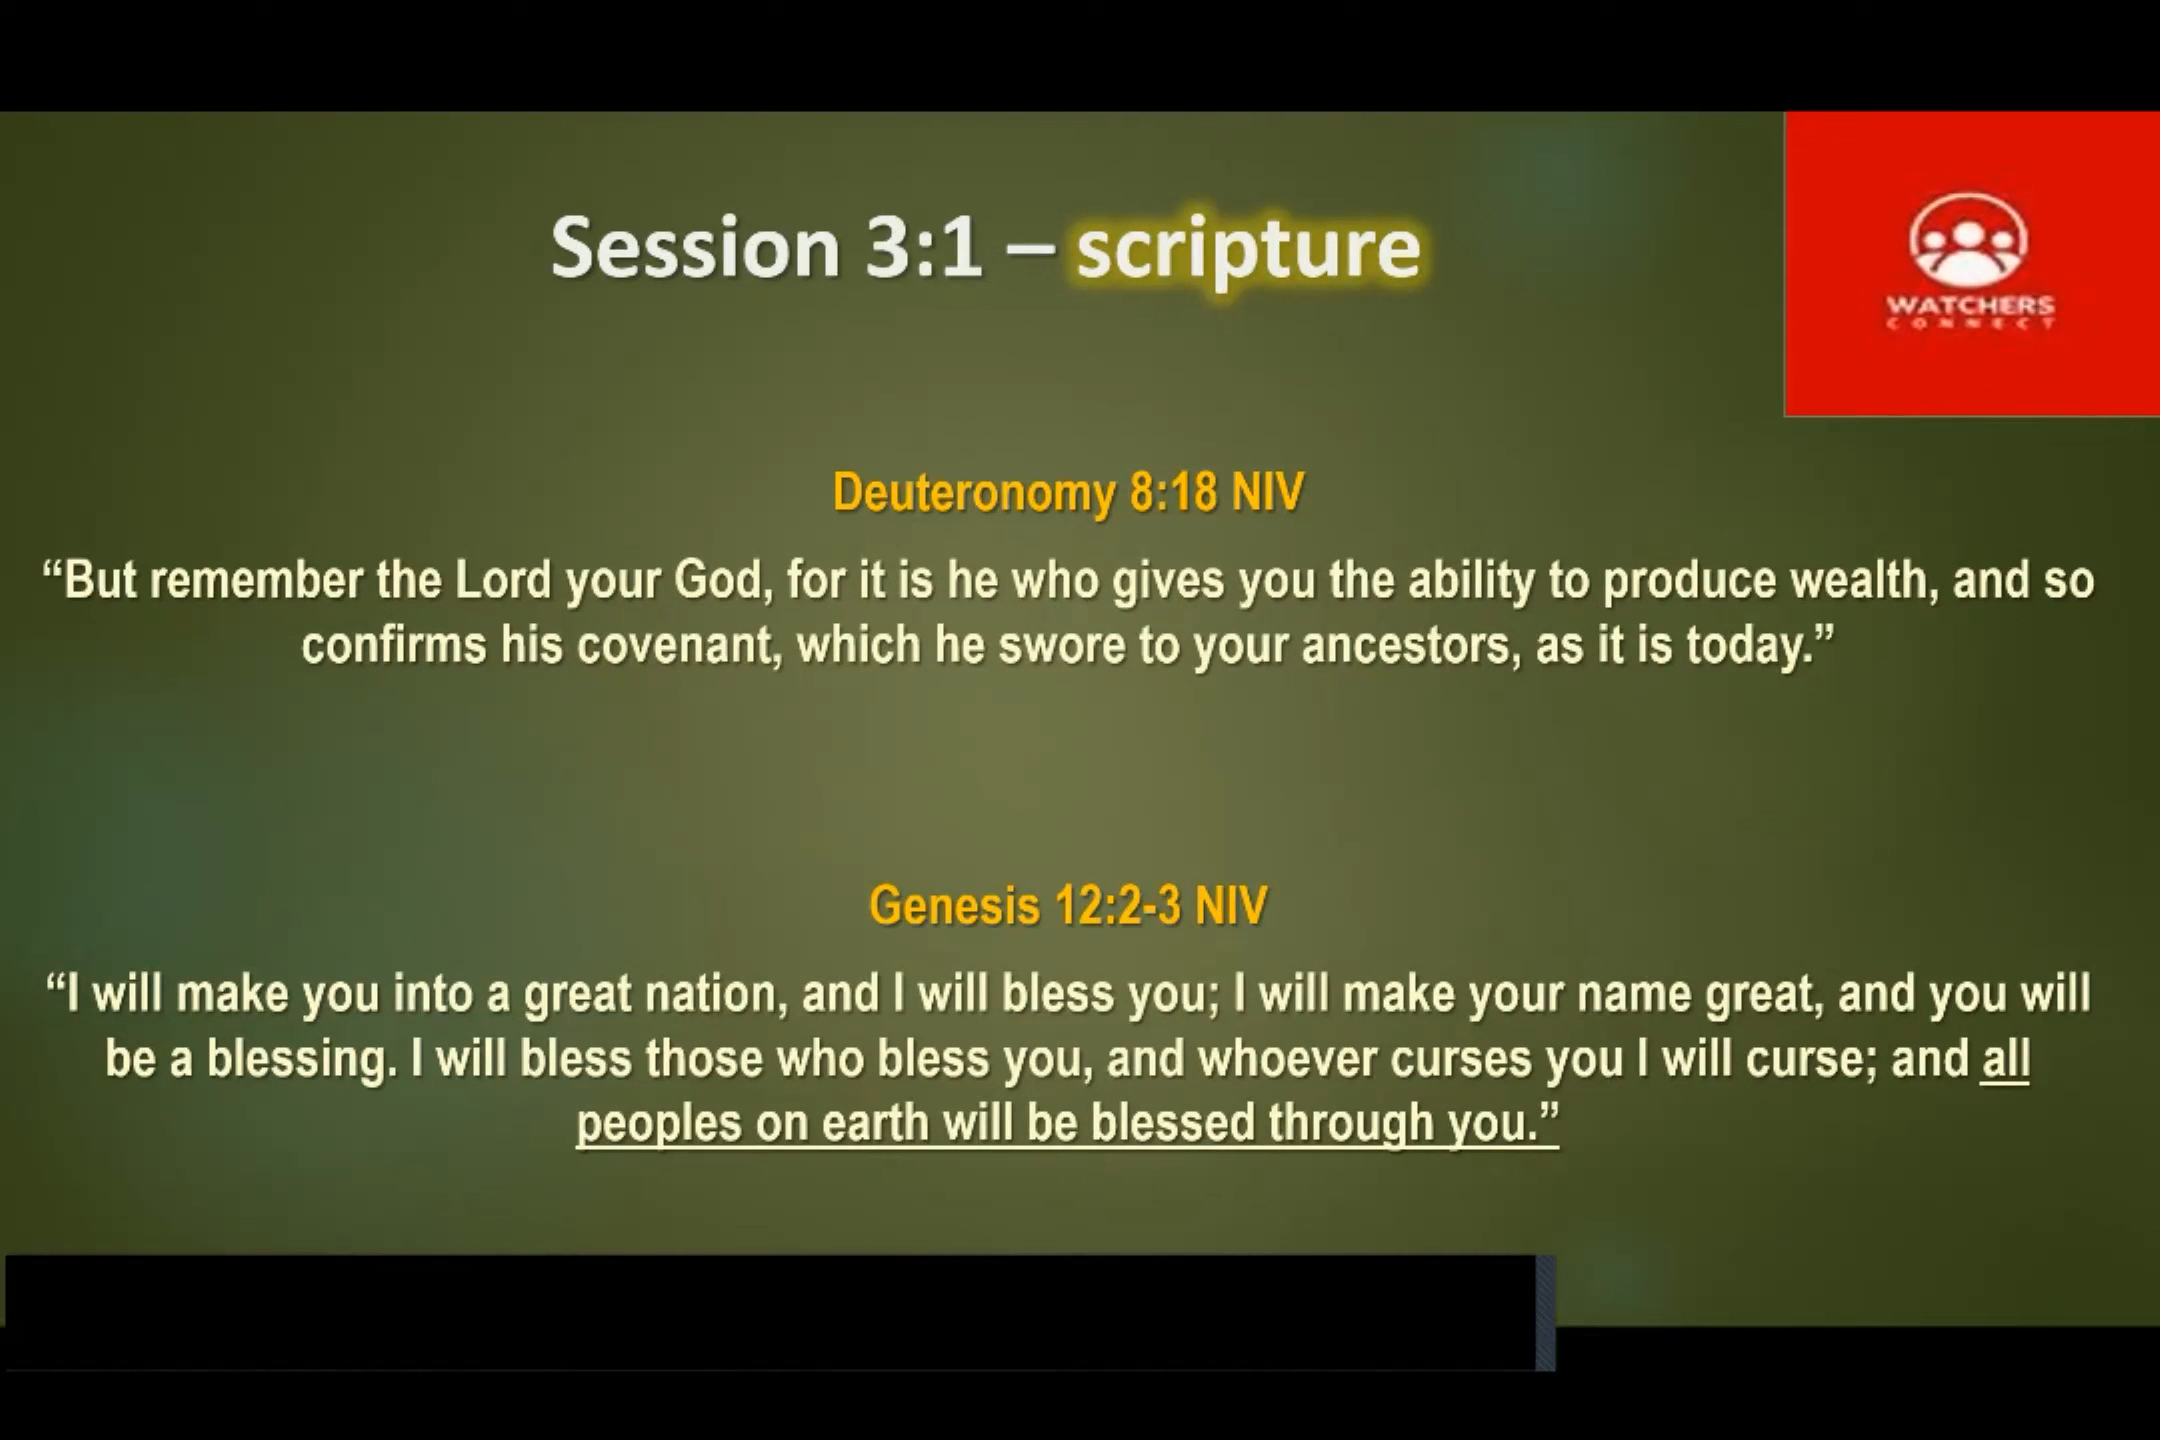 Session 3:1 – scripture
WATCHERS
CONNECT
Deuteronomy 8:18 NIV
“But remember the Lord your God, for it is he who gives you the ability to produce wealth, and so
confirms his covenant, which he swore to your ancestors, as it is today.”
Genesis 12:2-3 NIV
“I will make you into a great nation, and I will bless you; I will make your name great, and you will
be a blessing. I will bless those who bless you, and whoever curses you I will curse; and all
peoples on earth will be blessed through you.”